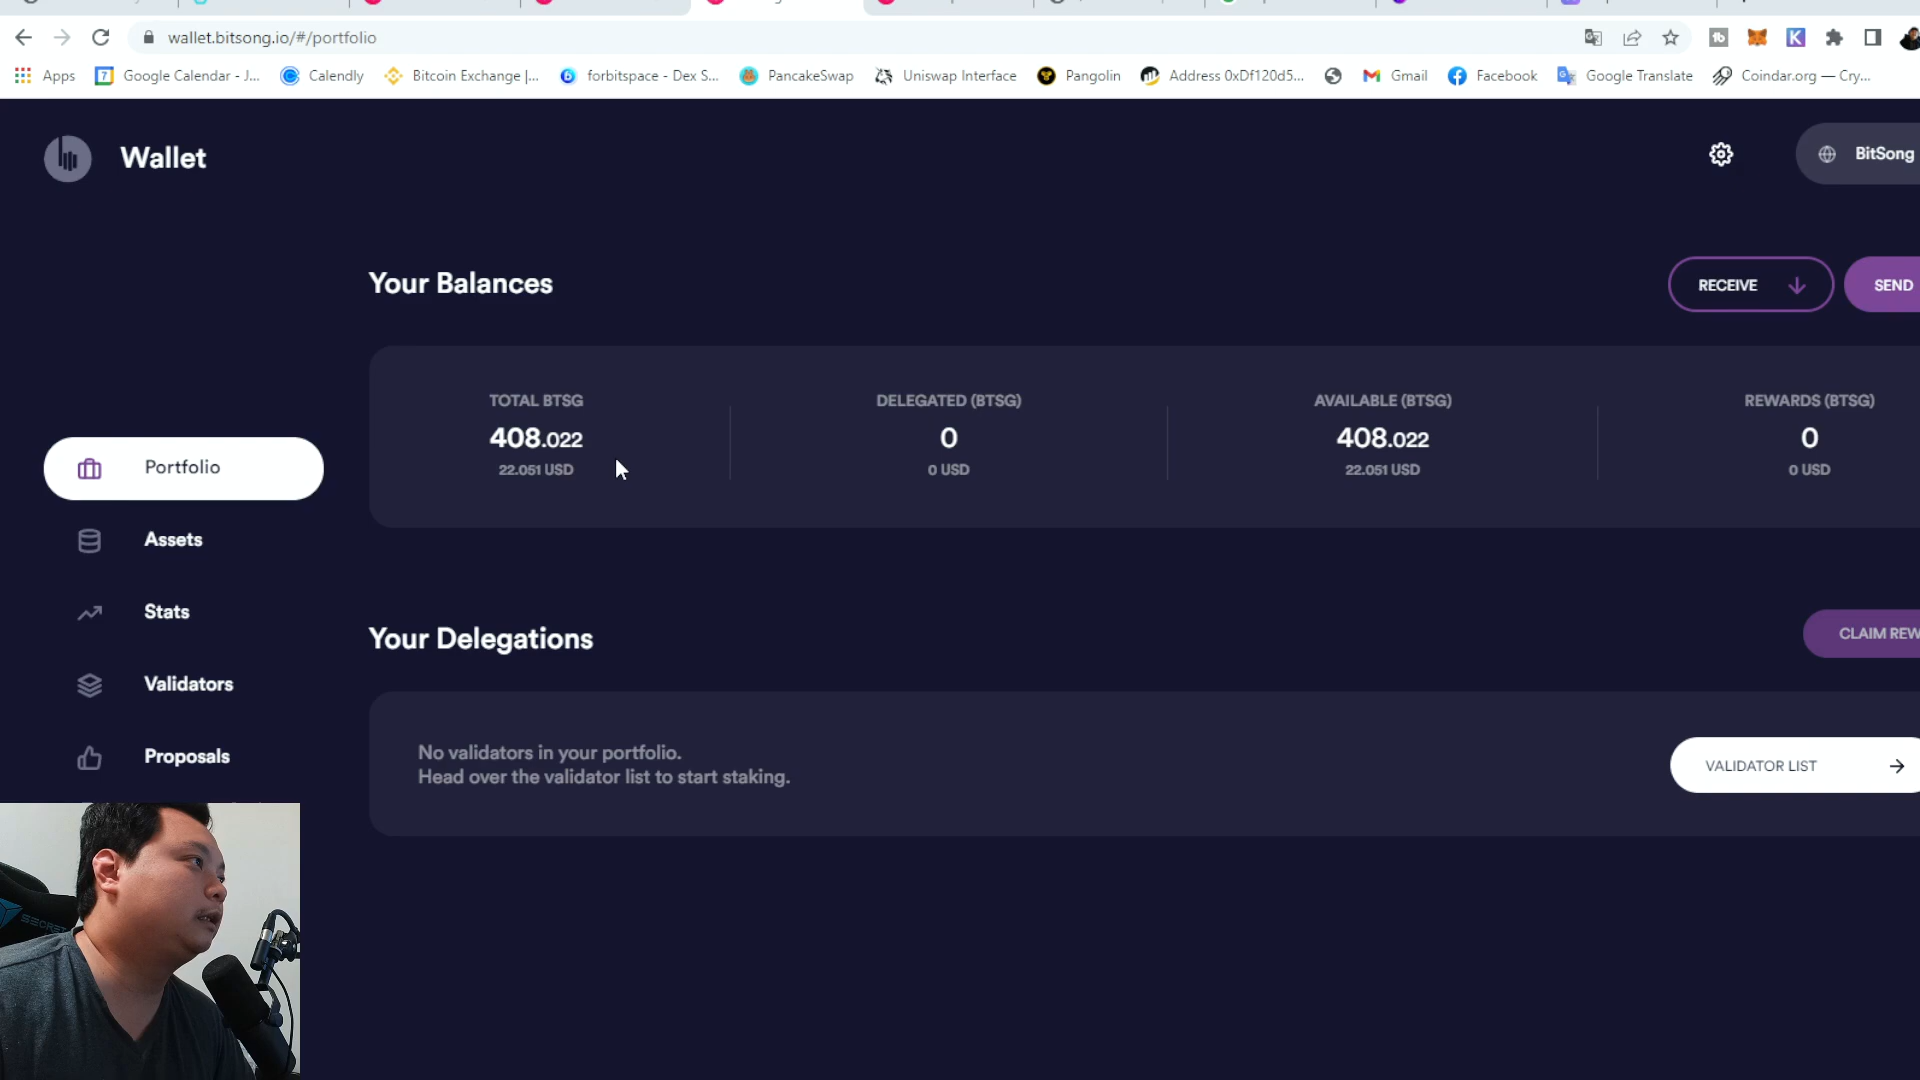 wallet.bitsong.io/#/portfolio
Apps
7
Google Calendar - J...
Calendly
Bitcoin Exchange |...
forbitspace - Dex S...
PancakeSwap
Uniswap Interface
Pangolin
Address 0xDf120d5...
Gmail
Facebook
Google Translate
Coindar.org — Cry...
Wallet
BitSong
Your Balances
RECEIVE
SEND
TOTAL BTSG
DELEGATED (BTSG)
AVAILABLE (BTSG)
REWARDS (BTSG)
408.022
0
408.022
0
22.051 USD
0 USD
22.051 USD
0 USD
Portfolio
Assets
Stats
Validators
Proposals
Your Delegations
CLAIM REW
No validators in your portfolio.
Head over the validator list to start staking.
VALIDATOR LIST
SECRET